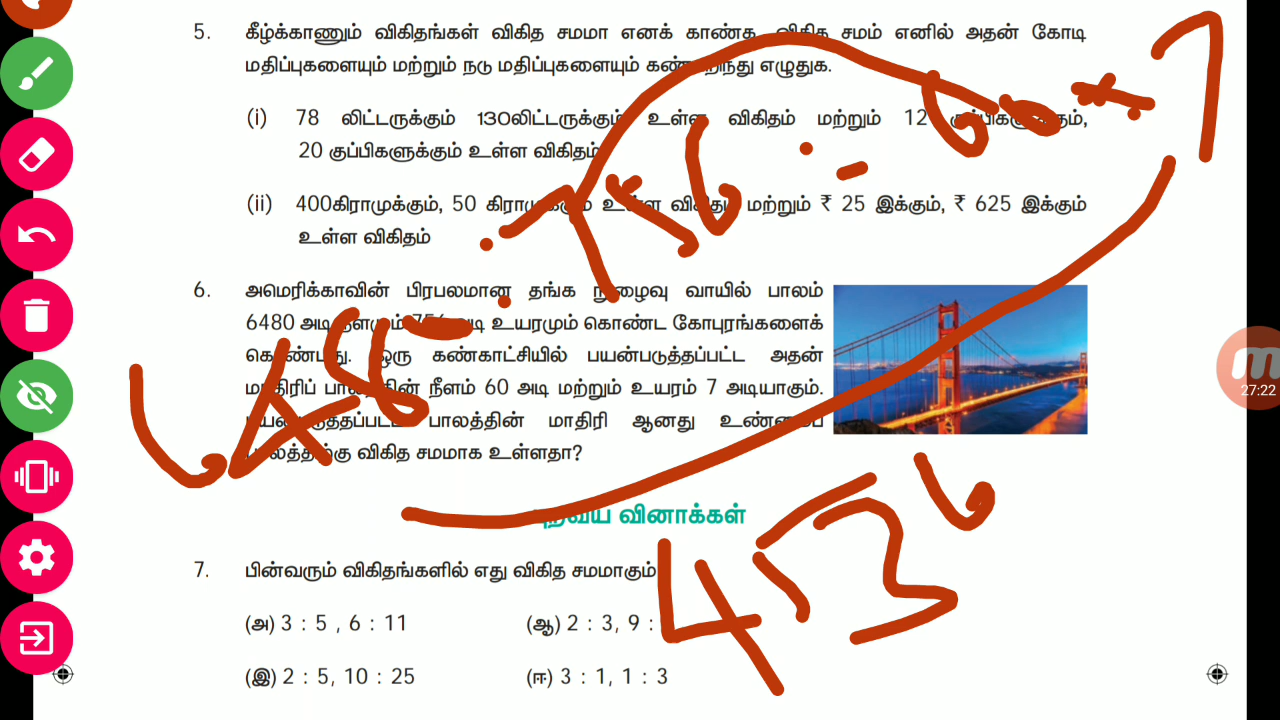 5. கீழ்க்காணும் விகிதங்கள் விகித சமமா எனக் காண்க. விகித சமம் எனில் அதன் கோடி
மதிப்புகளையும் மற்றும் நடு மதிப்புகளையும் கண்டறிந்து எழுதுக.
(i) 78 லிட்டருக்கும் 130லிட்டருக்கும் உள்ள விகிதம் மற்றும் 12 குப்பிகளுக்கும்,
20 குப்பிகளுக்கும் உள்ள விகிதம்
(ii) 400கிராமுக்கும், 50 கிராமுக்கும் உள்ள விகிதம் மற்றும் ₹ 25 இக்கும், ₹ 625 இக்கும்
உள்ள விகிதம்
6. அமெரிக்காவின் பிரபலமான தங்க நுழைவு வாயில் பாலம்
6480 அடி நீளமும் 756 அடி உயரமும் கொண்ட கோபுரங்களைக்
கொண்டது. ஒரு கண்காட்சியில் பயன்படுத்தப்பட்ட அதன்
மாதிரிப் பாலத்தின் நீளம் 60 அடி மற்றும் உயரம் 7 அடியாகும்.
பயன்படுத்தப்பட்ட பாலத்தின் மாதிரி ஆனது உண்மைப்
பாலத்திற்கு விகித சமமாக உள்ளதா?
6480 : 756 :: 60 : 7
27:22
4536
கொள்குறி வகை வினாக்கள்
7. பின்வரும் விகிதங்களில் எது விகித சமமாகும்
(அ) 3 : 5 , 6 : 11 (ஆ) 2 : 3, 9 :
(இ) 2 : 5, 10 : 25 (ஈ) 3 : 1, 1 : 3